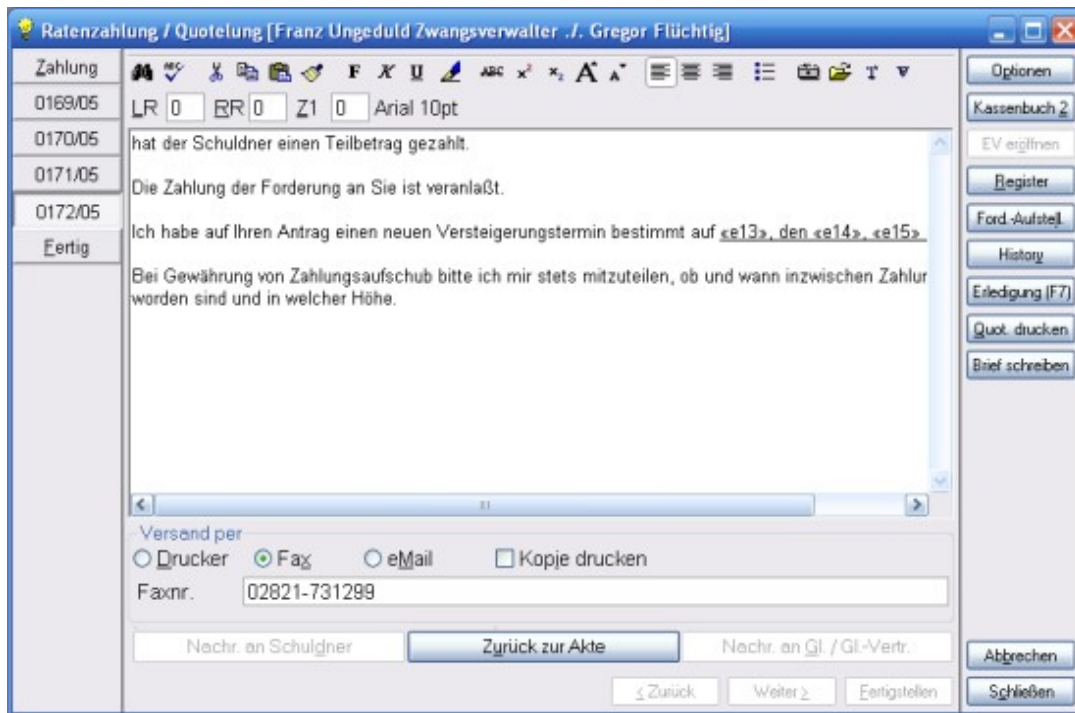 Ratenzahlung / Quotelung [Franz Ungeduld Zwangsverwalter ./. Gregor Flüchtig]
Zahlung
0169/05
0170/05
0171/05
0172/05
Fertig
ABC
F K U ABC x² x₂ A A T
LR 0 RR 0 Z1 0 Arial 10pt
hat der Schuldner einen Teilbetrag gezahlt.
Die Zahlung der Forderung an Sie ist veranlaßt.
Ich habe auf Ihren Antrag einen neuen Versteigerungstermin bestimmt auf «e13», den «e14», «e15»
Bei Gewährung von Zahlungsaufschub bitte ich mir stets mitzuteilen, ob und wann inzwischen Zahlur
worden sind und in welcher Höhe.
Versand per
Drucker Fax eMail Kopie drucken
Faxnr. 02821-731299
Nachr. an Schuldner Zurück zur Akte Nachr. an Gl. / Gl.-Vertr.
< Zurück Weiter > Fertigstellen
Optionen
Kassenbuch 2
EV eröffnen
Register
Ford.-Aufstell.
History
Erledigung (F7)
Quot. drucken
Brief schreiben
Abbrechen
Schließen